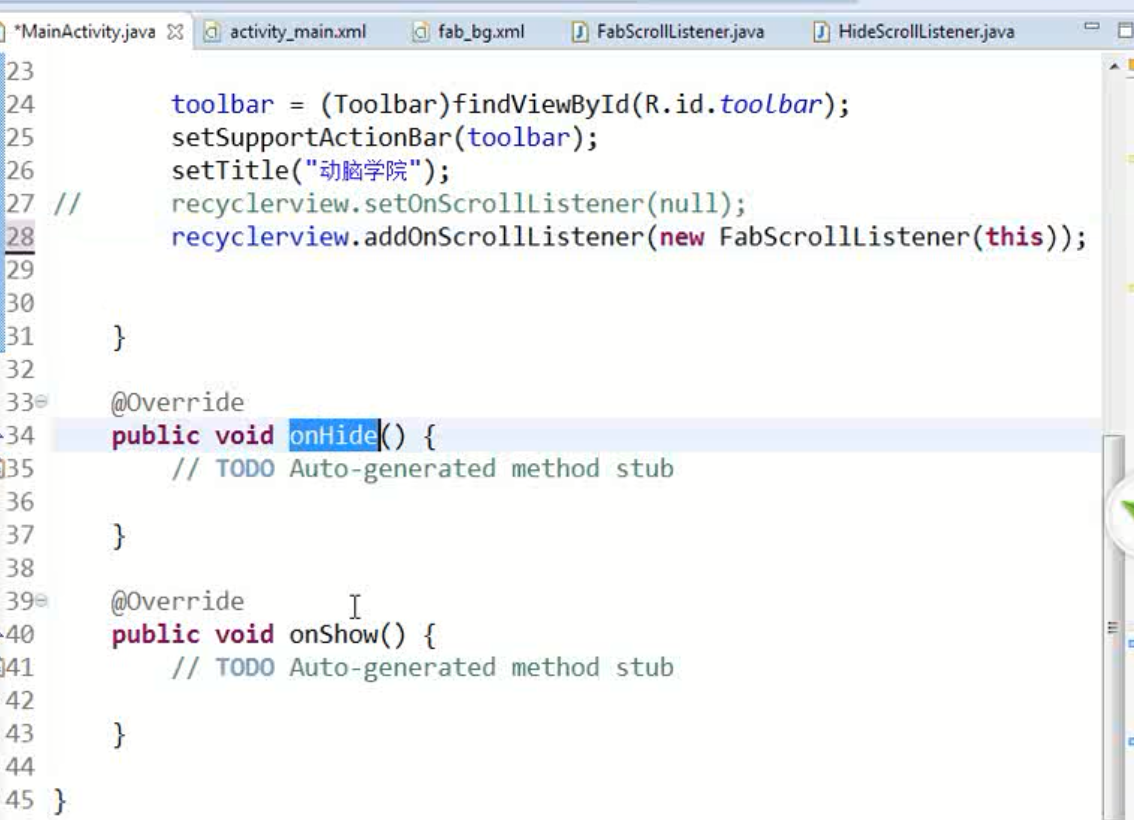 *MainActivity.java activity_main.xml fab_bg.xml FabScrollListener.java HideScrollListener.java
23
24 toolbar = (Toolbar)findViewById(R.id.toolbar);
25 setSupportActionBar(toolbar);
26 setTitle("动脑学院");
27 // recyclerview.setOnScrollListener(null);
28 recyclerview.addOnScrollListener(new FabScrollListener(this));
29
30
31 }
32
33 @Override
34 public void onHide() {
35 // TODO Auto-generated method stub
36
37 }
38
39 @Override
40 public void onShow() {
41 // TODO Auto-generated method stub
42
43 }
44
45 }